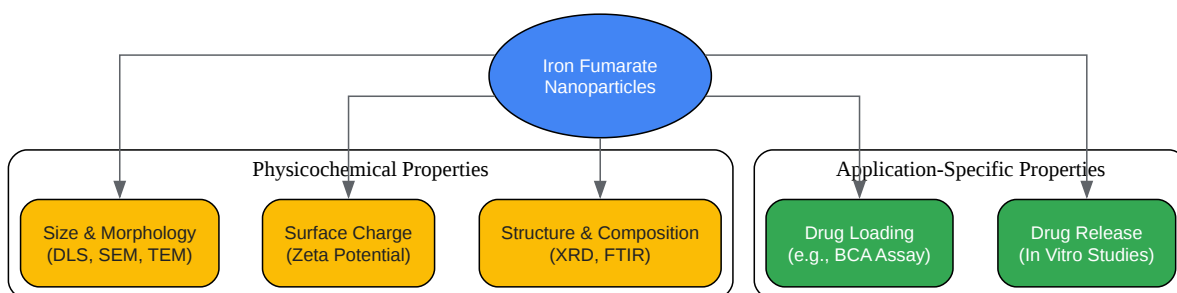 Iron Fumarate
Nanoparticles
Physicochemical Properties
Application-Specific Properties
Size & Morphology
(DLS, SEM, TEM)
Surface Charge
(Zeta Potential)
Structure & Composition
(XRD, FTIR)
Drug Loading
(e.g., BCA Assay)
Drug Release
(In Vitro Studies)